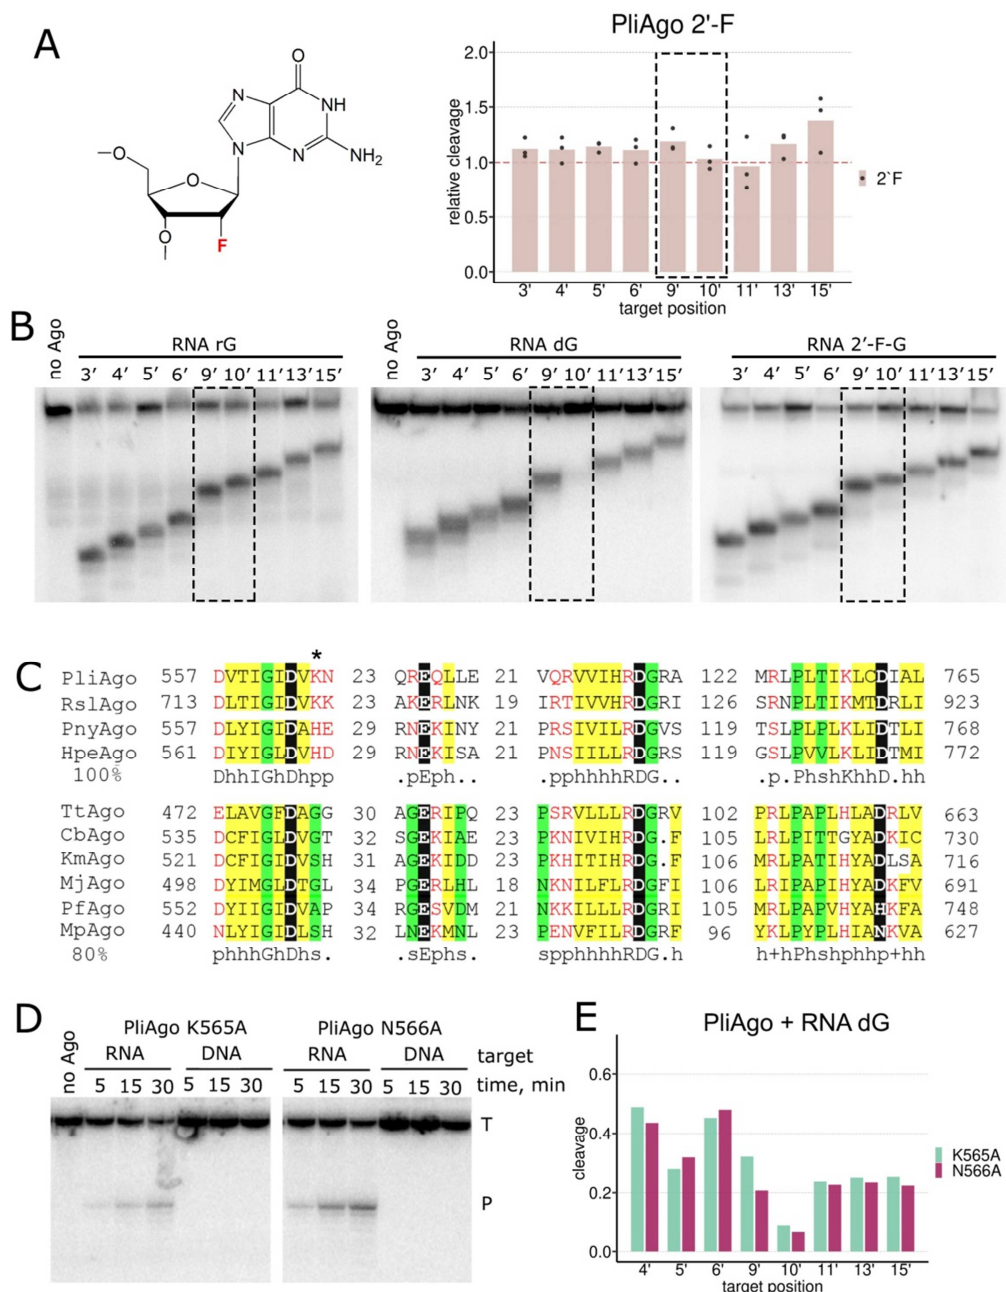 A
O
N
NH
N
N
NH2
O
O
O
F
PliAgo 2'-F
relative cleavage
2.0
1.5
1.0
0.5
0.0
3' 4' 5' 6' 9' 10' 11' 13' 15'
target position
2`F
B
no Ago
RNA rG
3′ 4′ 5′ 6′ 9′ 10′ 11′ 13′ 15′
no Ago
RNA dG
3′ 4′ 5′ 6′ 9′ 10′ 11′ 13′ 15′
RNA 2′-F-G
3′ 4′ 5′ 6′ 9′ 10′ 11′ 13′ 15′
C
*
PliAgo 557 DVTIGIDVKN 23 QREQLLE 21 VQRVVIHRDGRA 122 MRLPLTIKLCDIAL 765
RslAgo 713 DLTIGIDVKK 22 AKERLNK 19 IRTIVVHRDGRI 126 SRNPLTIKMIDRLI 923
PnyAgo 557 DLYIGIDAHE 29 RNEKINY 21 PRSIVILRDGVS 119 TSLPLPLKLIDTLI 768
HpeAgo 561 DIYIGLDVHD 29 RNEKISA 21 PNSIILLRDGRS 119 GSLPVVLKLIDTMI 772
100% DhhIGhDhpp .pEph.. .pphhhhRDG.. .p.PhshKhhD.hh
TtAgo 472 ELAVGFDAGG 30 AGERIPQ 23 PSRVLLLRDGRV 102 PRLPAPLHLADRLV 663
CbAgo 535 DCFIGLDVGT 32 SGEKIAE 23 PKNIVIHRDG.F 106 LRLPITTGYADKIC 730
KmAgo 521 DCFIGIDVSH 31 AGEKIDD 23 PKHITIHRDG.F 106 MRLPATIHYADLSA 716
MjAgo 498 DYIMGLDTGL 34 PGERLHL 18 NKNILFLRDGFI 106 LRIPAPIHYADKFV 691
PfAgo 552 DYIIGIDVAP 34 RGESVDM 21 NKKILLLRDGRI 105 MRLPAPVHYAHKFA 748
MpAgo 440 NLYIGIDLSH 32 LNEKMNL 23 PENVFILRDGRF 96 YKLPYPIHIANKVA 627
80% phhhGhDhs. .sEphs. spphhhhRDG.h h+hPhshphhp+hh
D
no Ago
PliAgo K565A PliAgo N566A
RNA DNA RNA DNA target
5 15 30 5 15 30 5 15 30 5 15 30 time, min
T
P
E
PliAgo + RNA dG
cleavage
0.6
0.4
0.2
0.0
4' 5' 6' 9' 10' 11' 13' 15'
target position
K565A
N566A